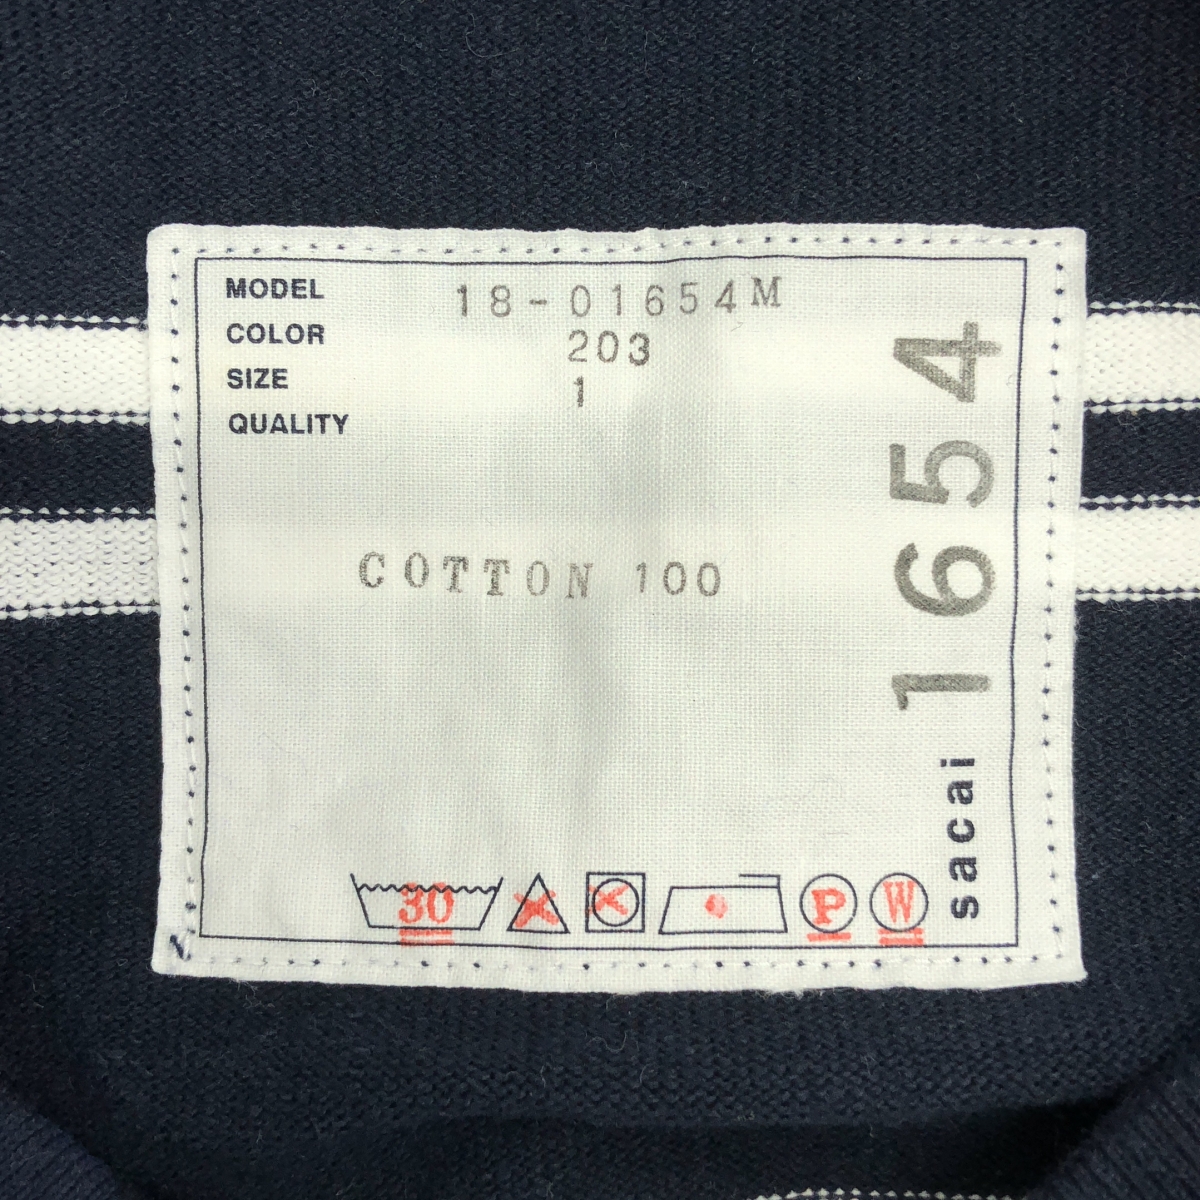 MODEL 18-01654M
COLOR 203
SIZE 1
QUALITY
COTTON 100
30
P
W
sacai 1654